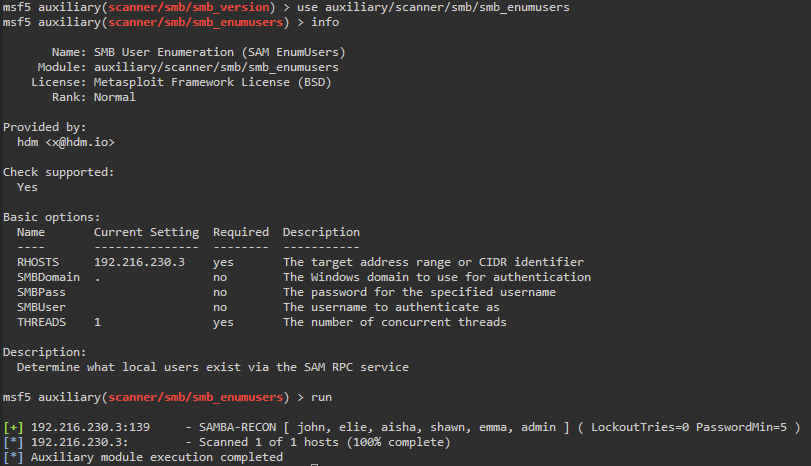 msf5 auxiliary(scanner/smb/smb_version) > use auxiliary/scanner/smb/smb_enumusers
msf5 auxiliary(scanner/smb/smb_enumusers) > info
Name: SMB User Enumeration (SAM EnumUsers)
Module: auxiliary/scanner/smb/smb_enumusers
License: Metasploit Framework License (BSD)
Rank: Normal
Provided by:
hdm <x@hdm.io>
Check supported:
Yes
Basic options:
Name Current Setting Required Description
---- --------------- -------- -----------
RHOSTS 192.216.230.3 yes The target address range or CIDR identifier
SMBDomain . no The Windows domain to use for authentication
SMBPass no The password for the specified username
SMBUser no The username to authenticate as
THREADS 1 yes The number of concurrent threads
Description:
Determine what local users exist via the SAM RPC service
msf5 auxiliary(scanner/smb/smb_enumusers) > run
[+] 192.216.230.3:139 - SAMBA-RECON [ john, elie, aisha, shawn, emma, admin ] ( LockoutTries=0 PasswordMin=5 )
[*] 192.216.230.3: - Scanned 1 of 1 hosts (100% complete)
[*] Auxiliary module execution completed